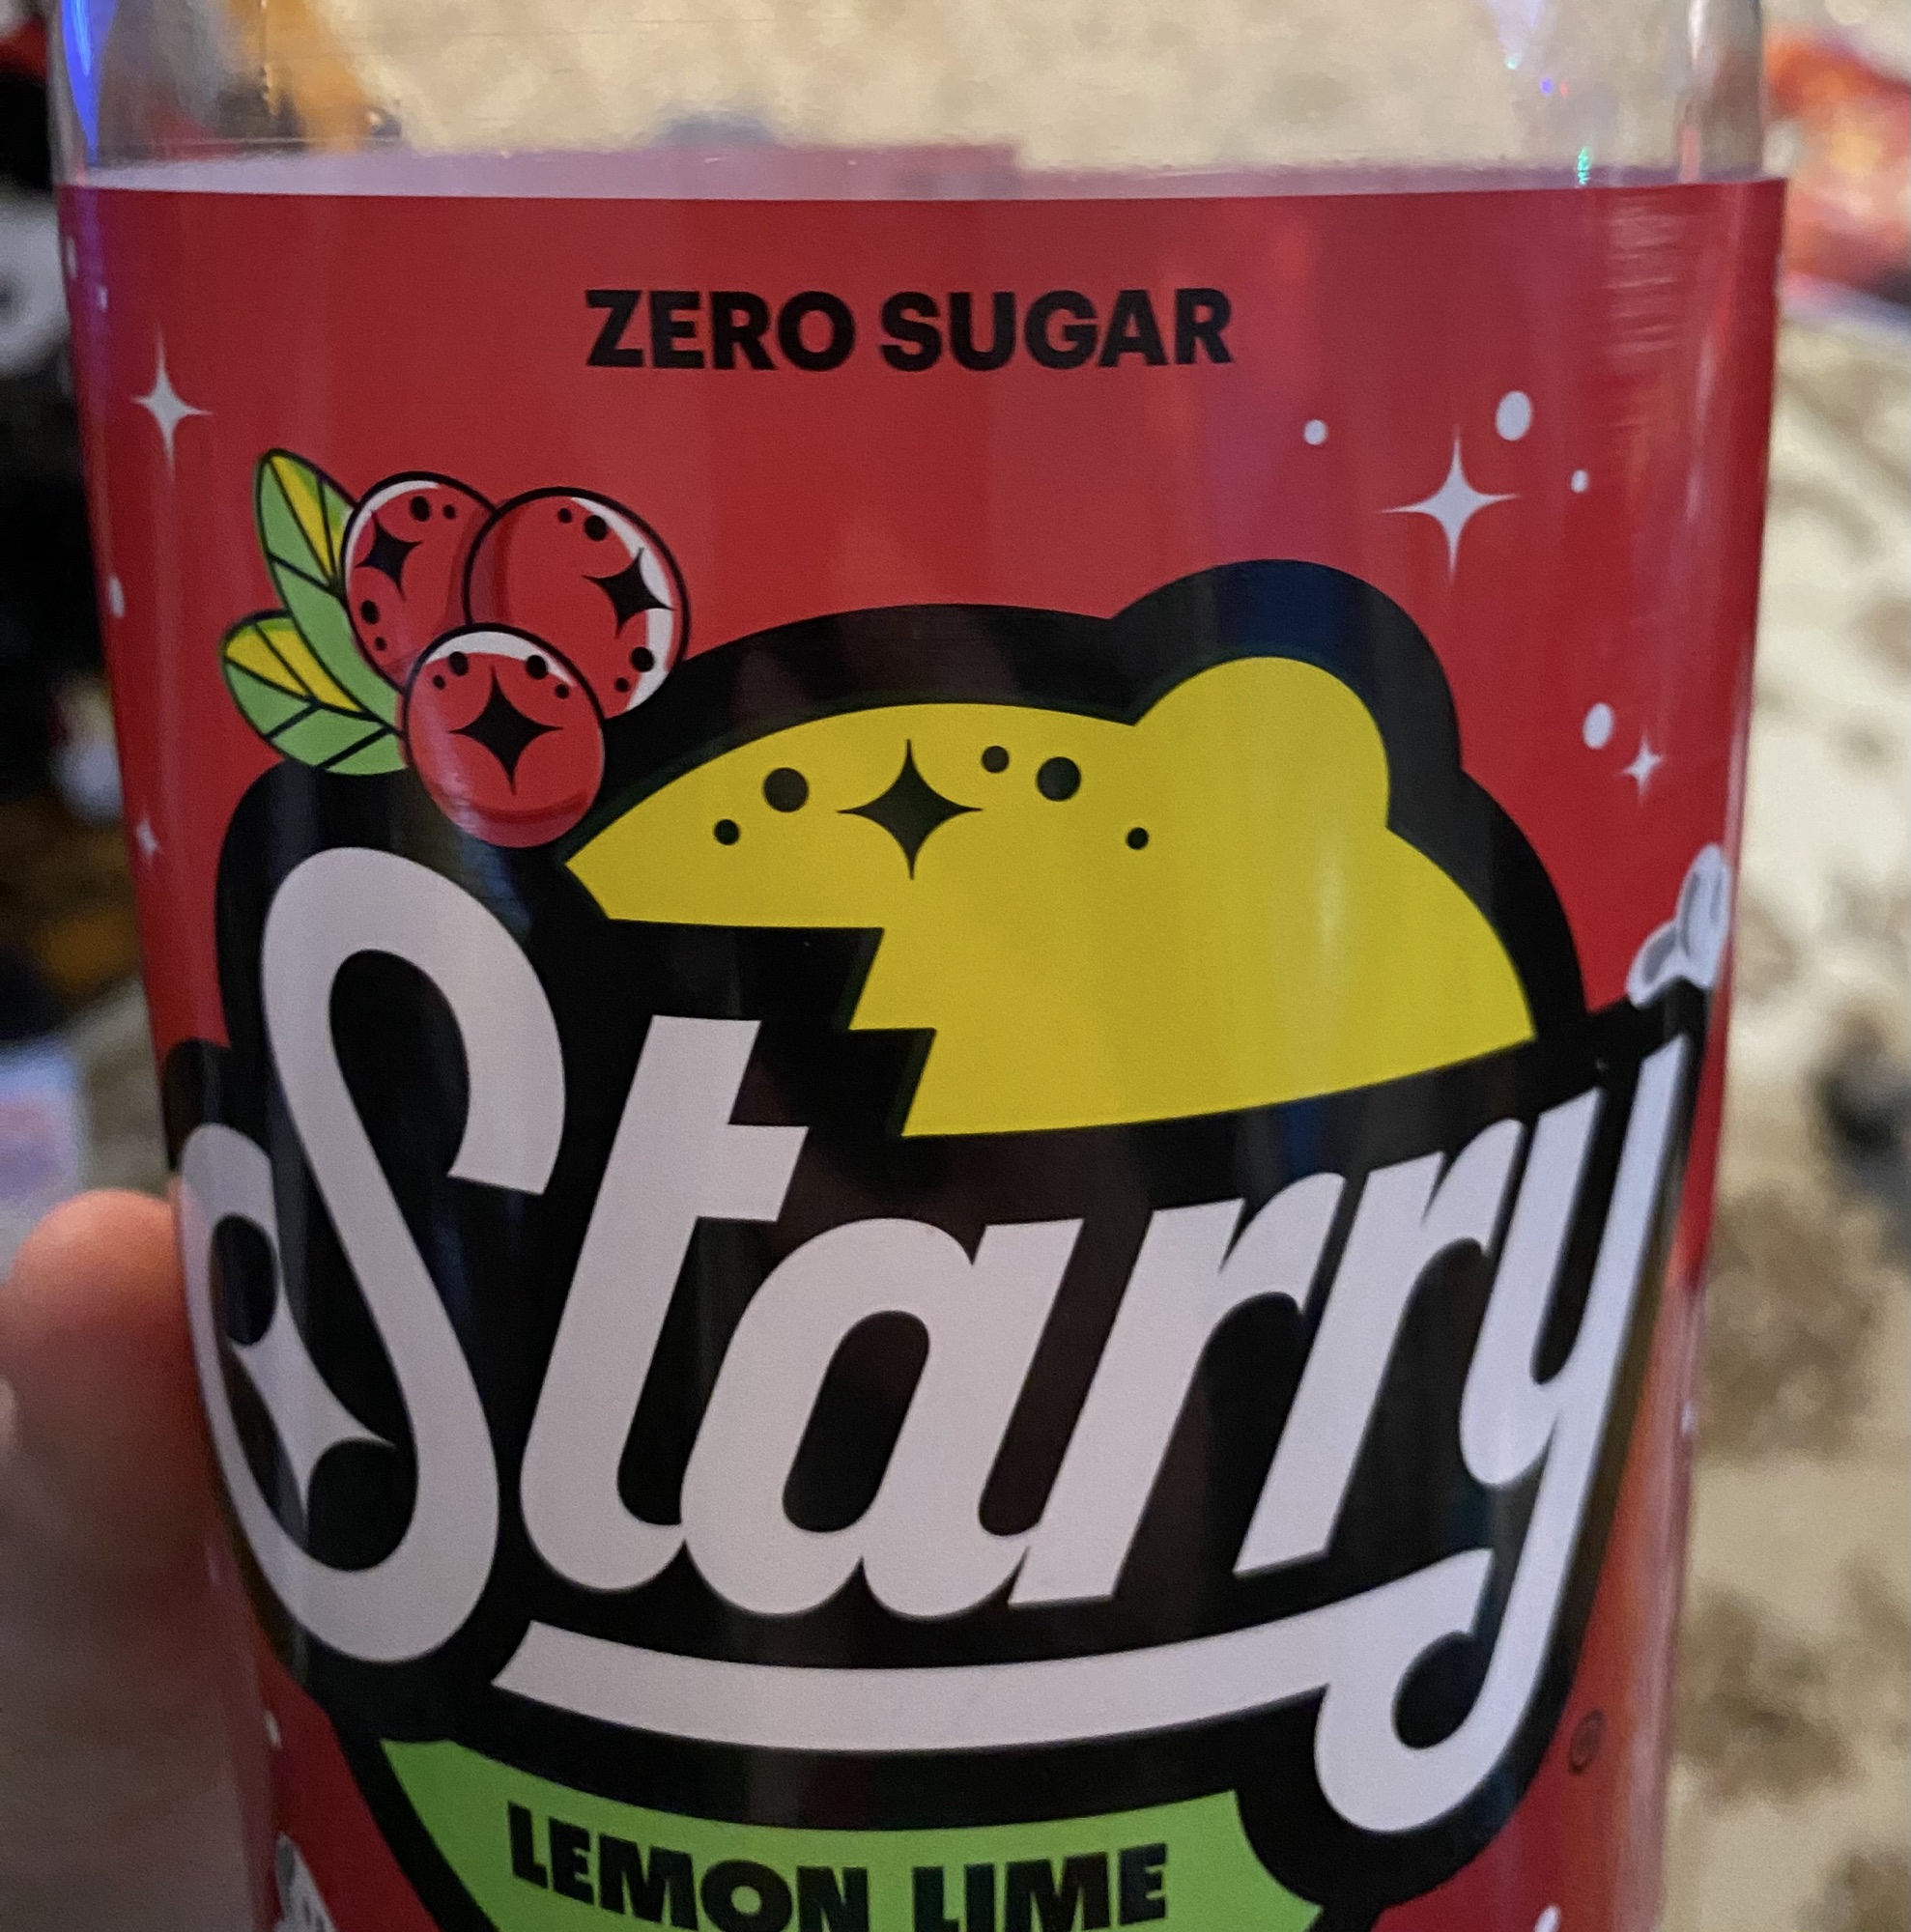 ZERO SUGAR
Starry
®
LEMON LIME